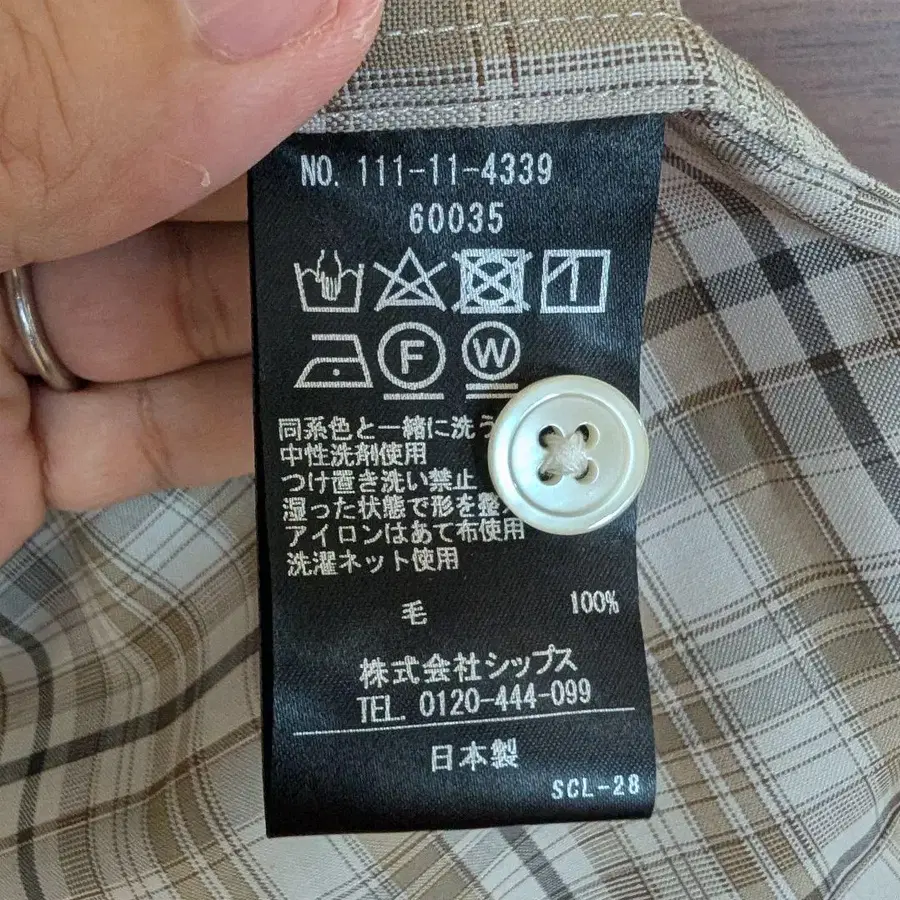 NO. 111-11-4339
60035
F W
同系色と一緒に洗う
中性洗剤使用
つけ置き洗い禁止
湿った状態で形を整え
アイロンはあて布使用
洗濯ネット使用
毛 100%
株式会社シップス
TEL. 0120-444-099
日本製
SCL-28